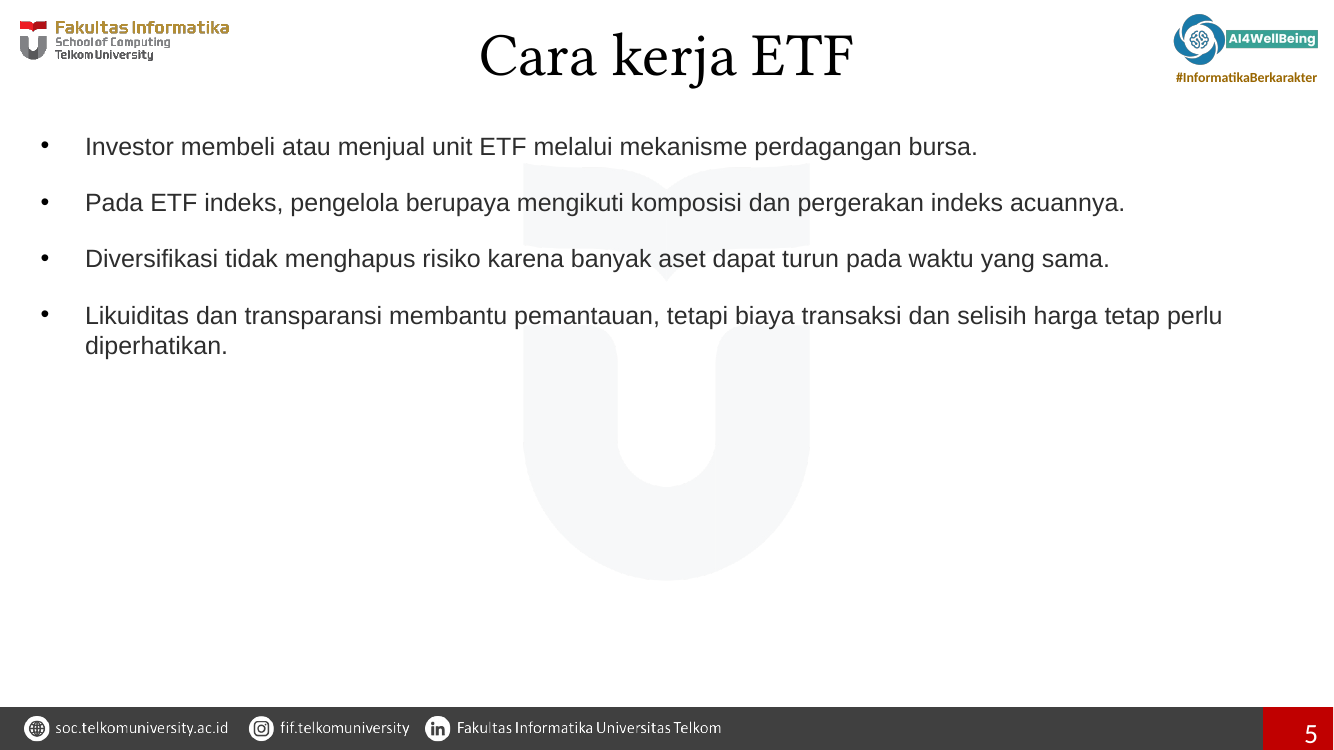 Fakultas Informatika
School of Computing
Telkom University
Cara kerja ETF
AI4WellBeing
#InformatikaBerkarakter
• Investor membeli atau menjual unit ETF melalui mekanisme perdagangan bursa.
• Pada ETF indeks, pengelola berupaya mengikuti komposisi dan pergerakan indeks acuannya.
• Diversifikasi tidak menghapus risiko karena banyak aset dapat turun pada waktu yang sama.
• Likuiditas dan transparansi membantu pemantauan, tetapi biaya transaksi dan selisih harga tetap perlu
diperhatikan.
soc.telkomuniversity.ac.id fif.telkomuniversity in Fakultas Informatika Universitas Telkom
5